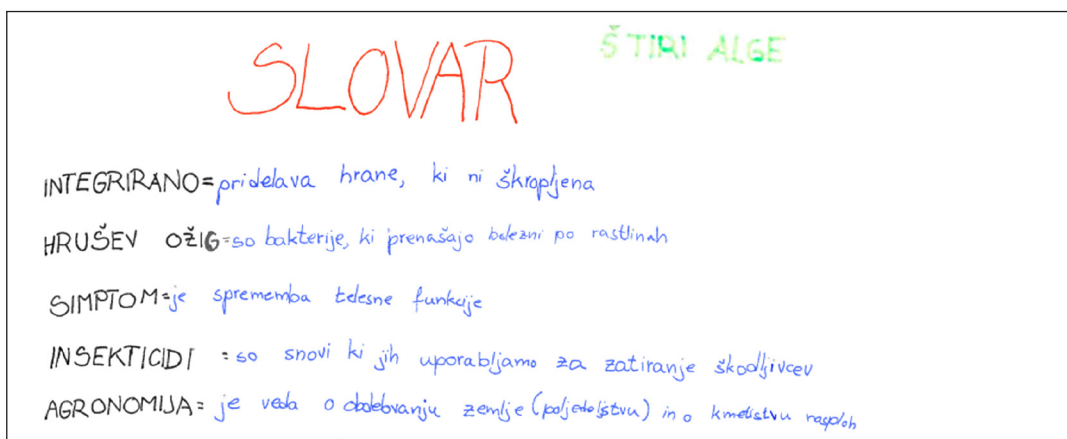 SLOVAR ŠTIRI ALGE
INTEGRIRANO=pridelava hrane, ki ni škropljena
HRUŠEV OŽIG=so bakterije, ki prenašajo bolezni po rastlinah
SIMPTOM=je sprememba telesne funkcije
INSEKTICIDI =so snovi ki jih uporabljamo za zatiranje škodljivcev
AGRONOMIJA= je veda o obdelovanju zemlje (poljedeljstvu) in o kmetistvu nasploh